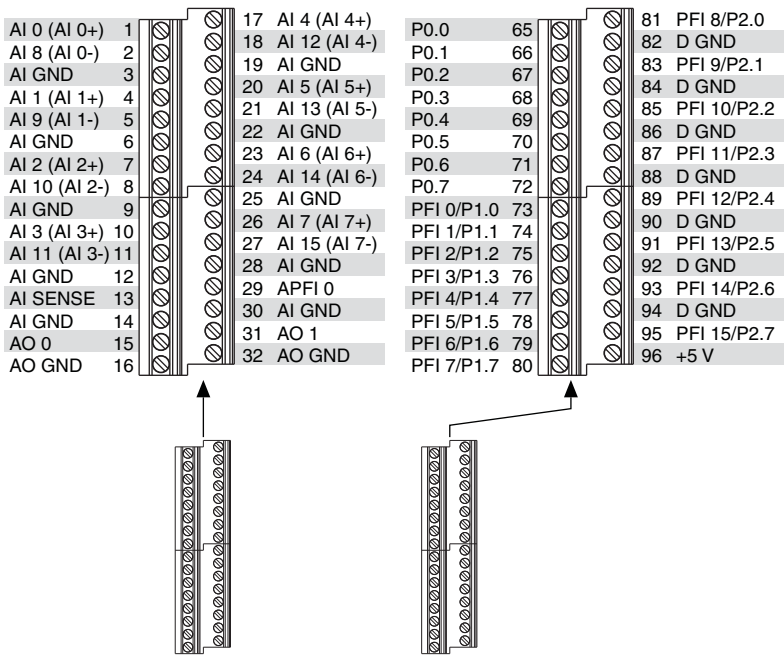 AI 0 (AI 0+) 1
AI 8 (AI 0-) 2
AI GND 3
AI 1 (AI 1+) 4
AI 9 (AI 1-) 5
AI GND 6
AI 2 (AI 2+) 7
AI 10 (AI 2-) 8
AI GND 9
AI 3 (AI 3+) 10
AI 11 (AI 3-) 11
AI GND 12
AI SENSE 13
AI GND 14
AO 0 15
AO GND 16
17 AI 4 (AI 4+)
18 AI 12 (AI 4-)
19 AI GND
20 AI 5 (AI 5+)
21 AI 13 (AI 5-)
22 AI GND
23 AI 6 (AI 6+)
24 AI 14 (AI 6-)
25 AI GND
26 AI 7 (AI 7+)
27 AI 15 (AI 7-)
28 AI GND
29 APFI 0
30 AI GND
31 AO 1
32 AO GND
P0.0 65
P0.1 66
P0.2 67
P0.3 68
P0.4 69
P0.5 70
P0.6 71
P0.7 72
PFI 0/P1.0 73
PFI 1/P1.1 74
PFI 2/P1.2 75
PFI 3/P1.3 76
PFI 4/P1.4 77
PFI 5/P1.5 78
PFI 6/P1.6 79
PFI 7/P1.7 80
81 PFI 8/P2.0
82 D GND
83 PFI 9/P2.1
84 D GND
85 PFI 10/P2.2
86 D GND
87 PFI 11/P2.3
88 D GND
89 PFI 12/P2.4
90 D GND
91 PFI 13/P2.5
92 D GND
93 PFI 14/P2.6
94 D GND
95 PFI 15/P2.7
96 +5 V